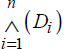 n
∧ (Dᵢ)
i=1